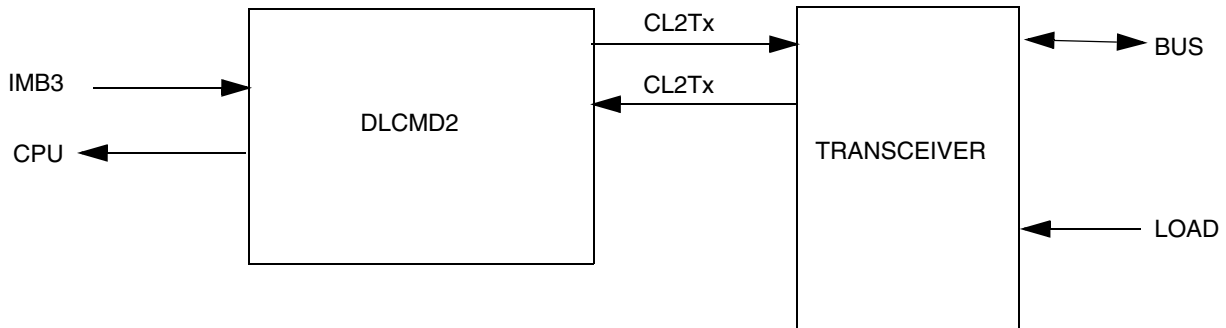 CL2Tx
BUS
IMB3
CL2Tx
DLCMD2
CPU
TRANSCEIVER
LOAD